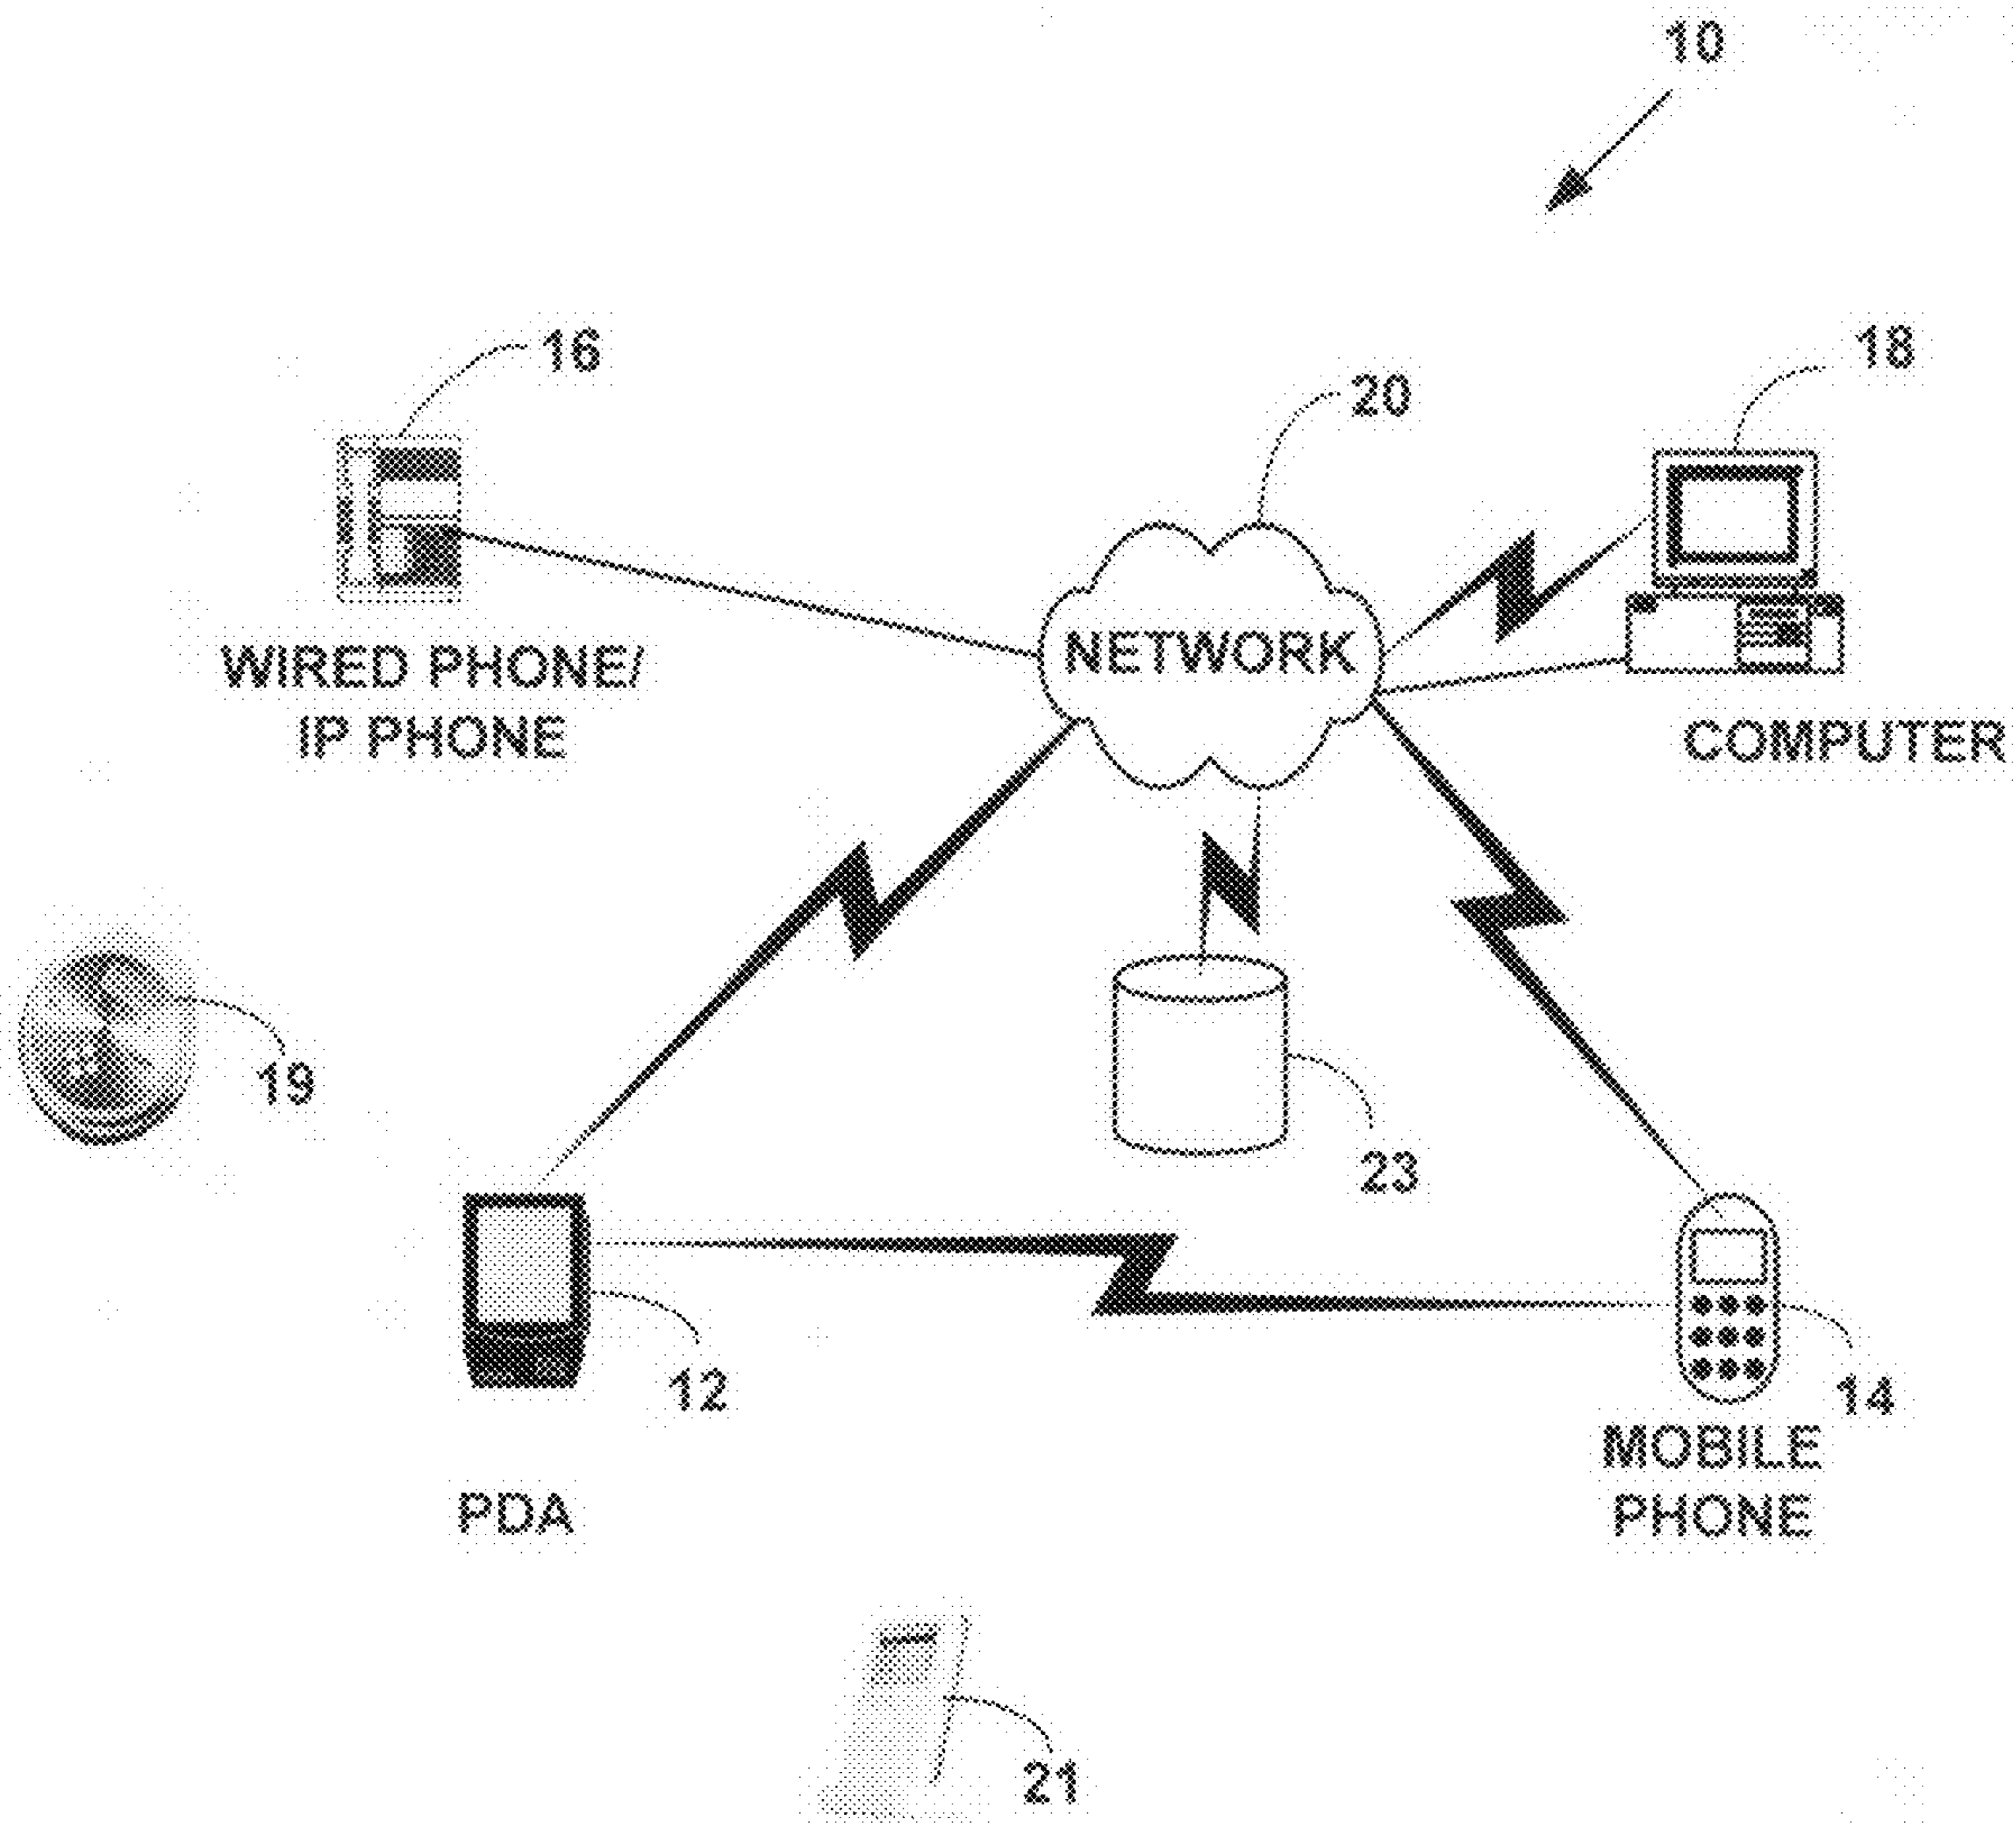 10
16
18
20
WIRED PHONE/
IP PHONE
NETWORK
COMPUTER
19
23
12
14
PDA
MOBILE
PHONE
21